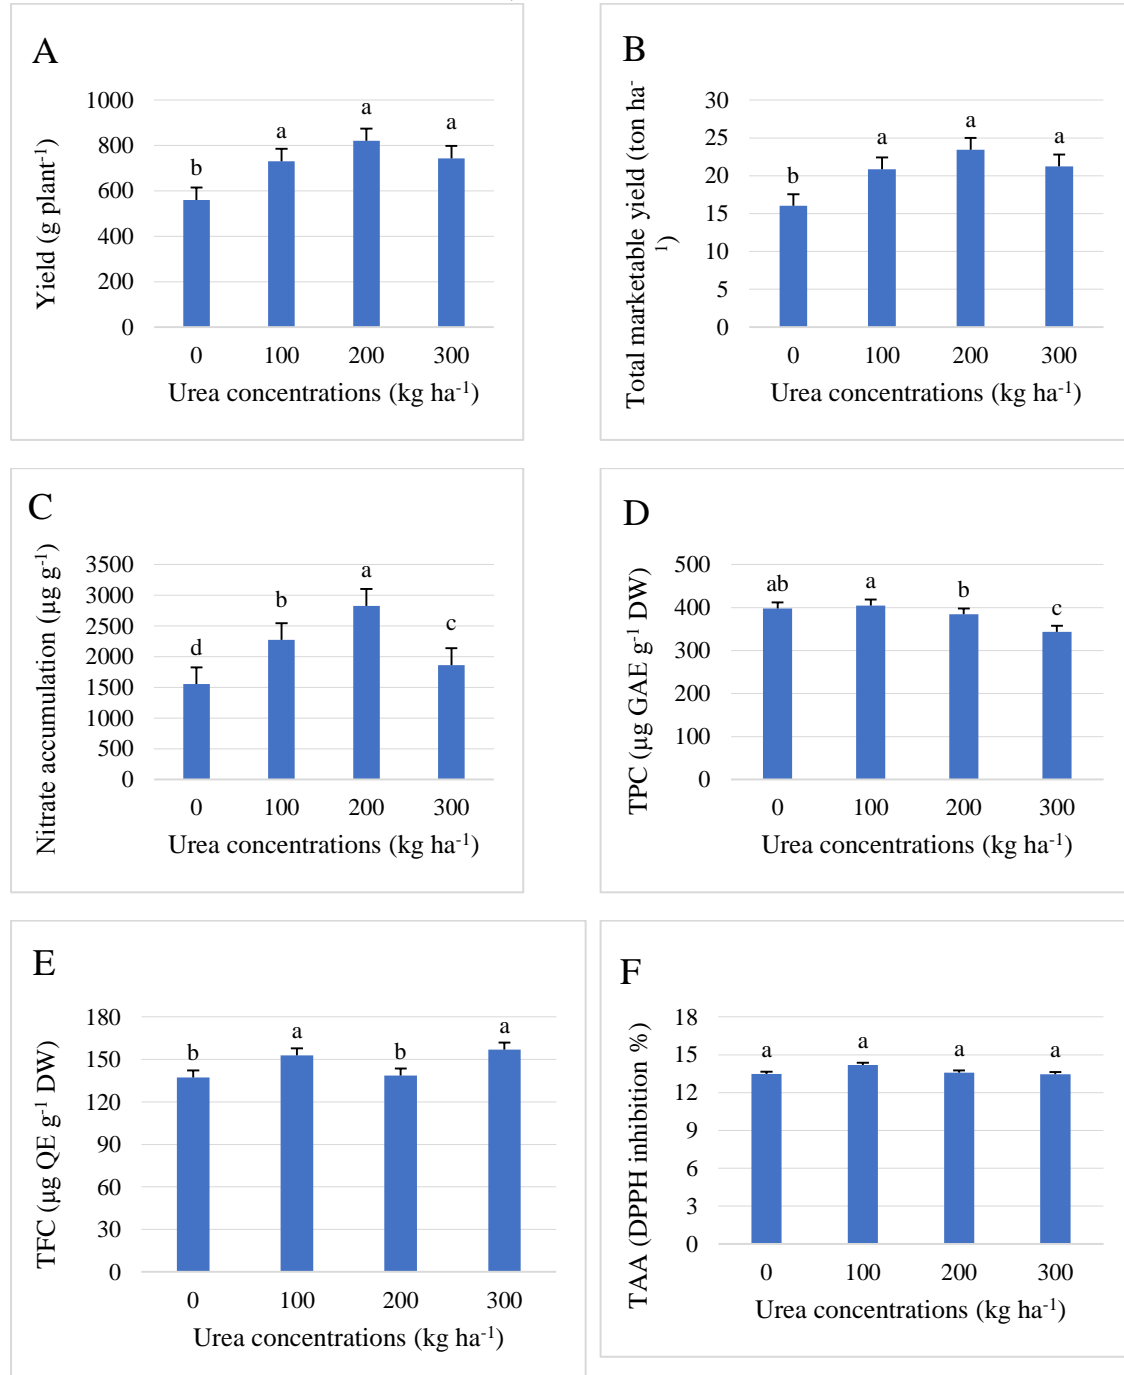 A
Yield (g plant⁻¹)
1000
800
600
400
200
0
b
a
a
a
0 100 200 300
Urea concentrations (kg ha⁻¹)
B
Total marketable yield (ton ha⁻
¹)
30
25
20
15
10
5
0
b
a
a
a
0 100 200 300
Urea concentrations (kg ha⁻¹)
C
Nitrate accumulation (µg g⁻¹)
3500
3000
2500
2000
1500
1000
500
0
d
b
a
c
0 100 200 300
Urea concentrations (kg ha⁻¹)
D
TPC (µg GAE g⁻¹ DW)
500
400
300
200
100
0
ab
a
b
c
0 100 200 300
Urea concentrations (kg ha⁻¹)
E
TFC (µg QE g⁻¹ DW)
180
150
120
90
60
30
0
b
a
b
a
0 100 200 300
Urea concentrations (kg ha⁻¹)
F
TAA (DPPH inhibition %)
18
15
12
9
6
3
0
a
a
a
a
0 100 200 300
Urea concentrations (kg ha⁻¹)